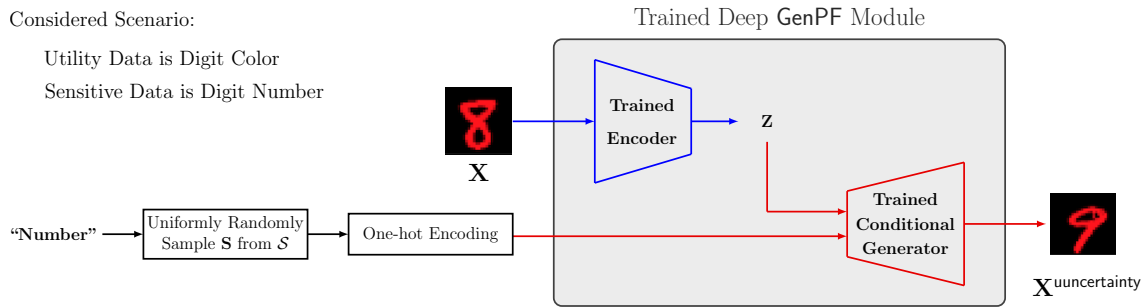 Considered Scenario:
Utility Data is Digit Color
Sensitive Data is Digit Number
Trained Deep GenPF Module
Trained
Encoder
Z
X
"Number"
Uniformly Randomly
Sample S from 𝒮
One-hot Encoding
Trained
Conditional
Generator
X^uuncertainty